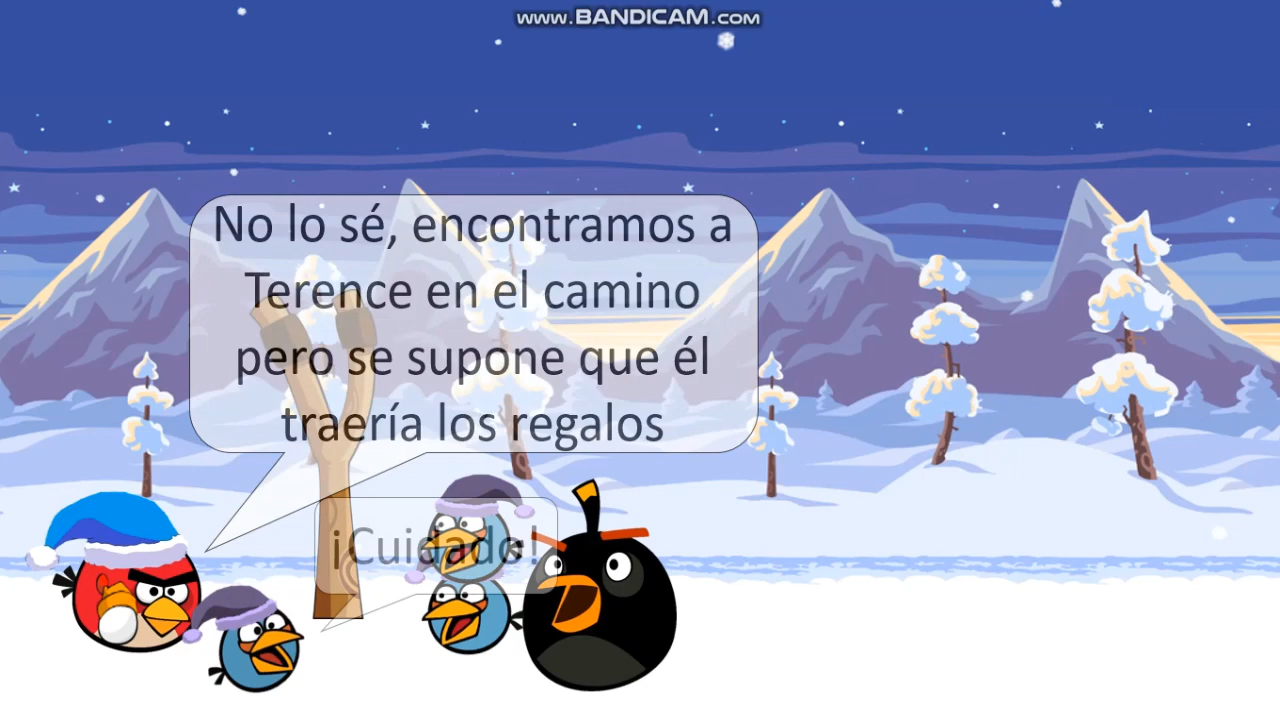 www.BANDICAM.com
No lo sé, encontramos a
Terence en el camino
pero se supone que él
traería los regalos
¡Cuidado!